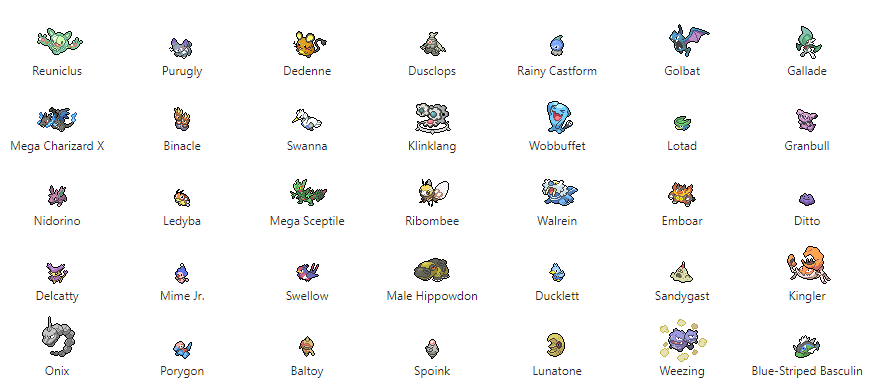 Reuniclus Purugly Dedenne Dusclops Rainy Castform Golbat Gallade
Mega Charizard X Binacle Swanna Klinklang Wobbuffet Lotad Granbull
Nidorino Ledyba Mega Sceptile Ribombee Walrein Emboar Ditto
Delcatty Mime Jr. Swellow Male Hippowdon Ducklett Sandygast Kingler
Onix Porygon Baltoy Spoink Lunatone Weezing Blue-Striped Basculin